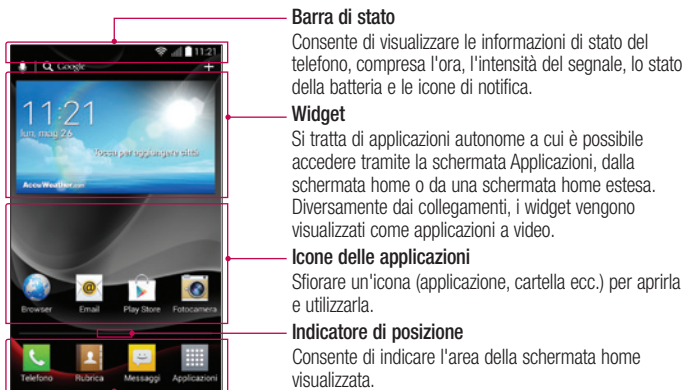 Barra di stato
Consente di visualizzare le informazioni di stato del
telefono, compresa l'ora, l'intensità del segnale, lo stato
della batteria e le icone di notifica.
Widget
Si tratta di applicazioni autonome a cui è possibile
accedere tramite la schermata Applicazioni, dalla
schermata home o da una schermata home estesa.
Diversamente dai collegamenti, i widget vengono
visualizzati come applicazioni a video.
Icone delle applicazioni
Sfiorare un'icona (applicazione, cartella ecc.) per aprirla
e utilizzarla.
Indicatore di posizione
Consente di indicare l'area della schermata home
visualizzata.
11:21
Google
11:21
lun, mag 26
Tocca per aggiungere città
AccuWeather.com
Browser Email Play Store Fotocamera
Telefono Rubrica Messaggi Applicazioni